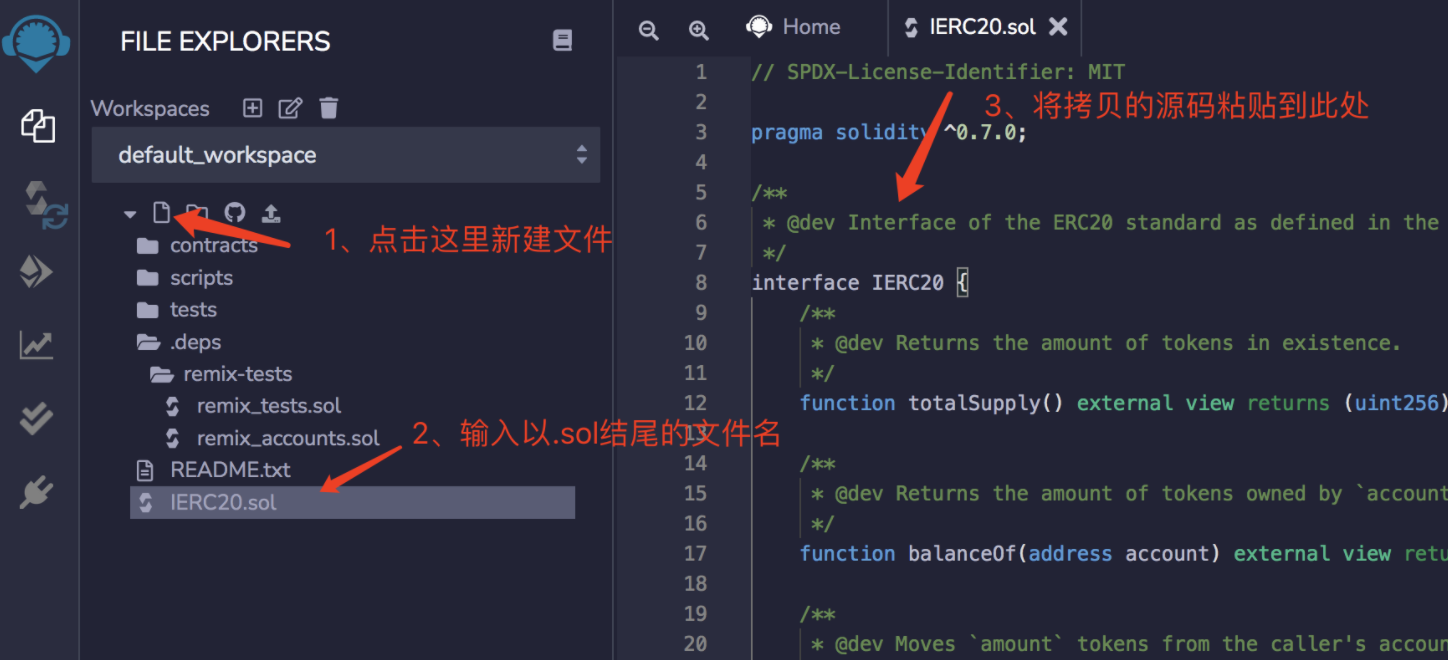 FILE EXPLORERS
Workspaces
default_workspace
1、点击这里新建文件
contracts
scripts
tests
.deps
remix-tests
remix_tests.sol
remix_accounts.sol
2、输入以.sol结尾的文件名
README.txt
IERC20.sol
Home
IERC20.sol
1 // SPDX-License-Identifier: MIT
2
3、将拷贝的源码粘贴到此处
3 pragma solidity ^0.7.0;
4
5 /**
6 * @dev Interface of the ERC20 standard as defined in the
7 */
8 interface IERC20 {
9 /**
10 * @dev Returns the amount of tokens in existence.
11 */
12 function totalSupply() external view returns (uint256)
13
14 /**
15 * @dev Returns the amount of tokens owned by `account
16 */
17 function balanceOf(address account) external view retu
18
19 /**
20 * @dev Moves `amount` tokens from the caller's accoun